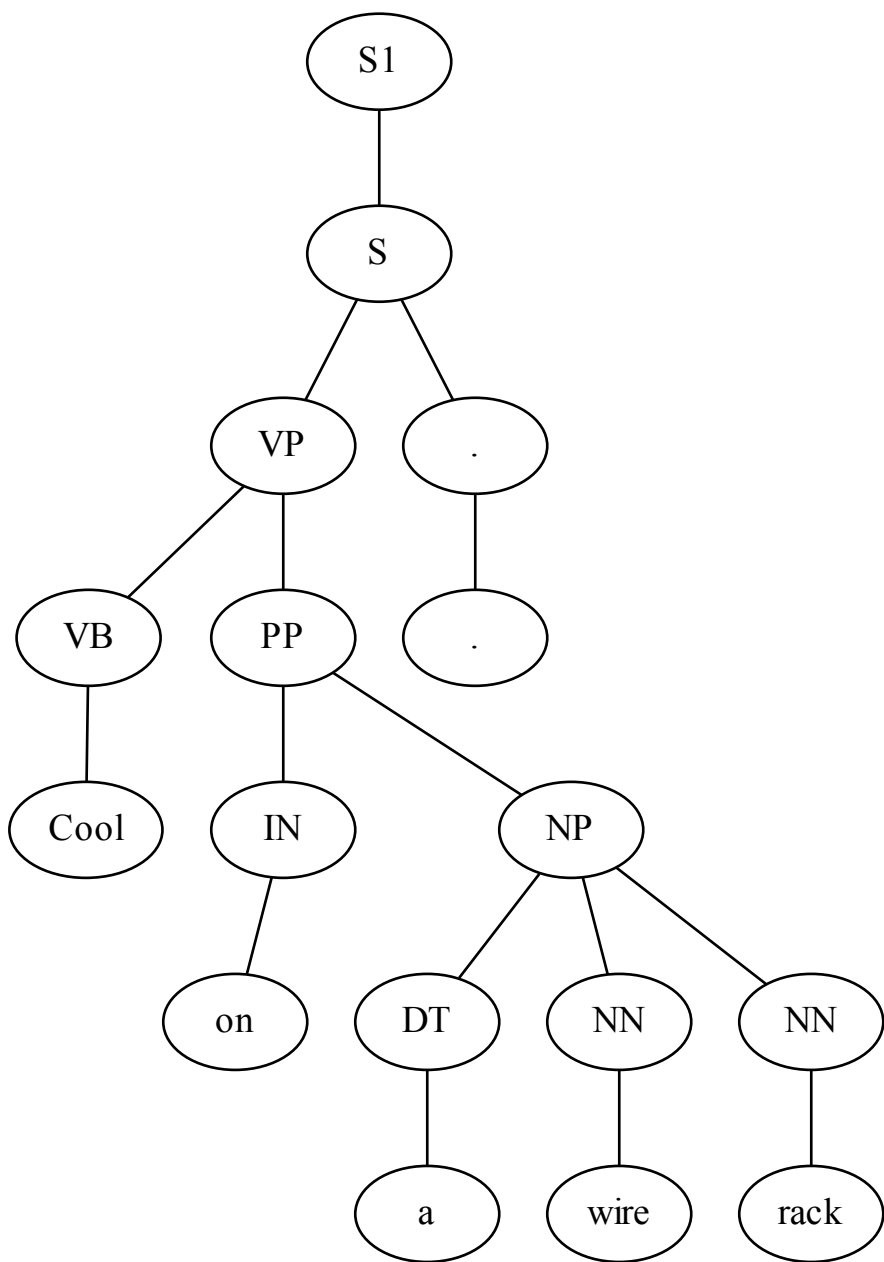 S1
S
VP .
VB PP .
Cool IN NP
on DT NN NN
a wire rack